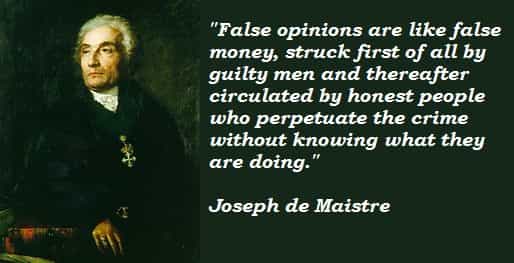 "False opinions are like false
money, struck first of all by
guilty men and thereafter
circulated by honest people
who perpetuate the crime
without knowing what they
are doing."
Joseph de Maistre